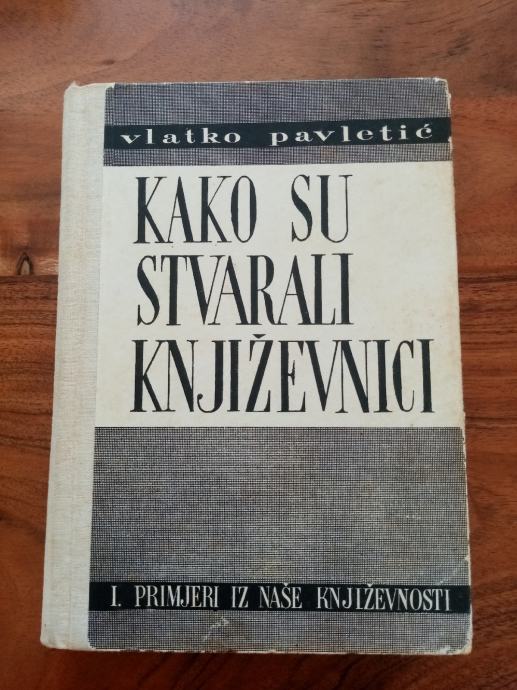 vlatko pavletić
KAKO SU
STVARALI
KNJIŽEVNICI
I. PRIMJERI IZ NAŠE KNJIŽEVNOSTI